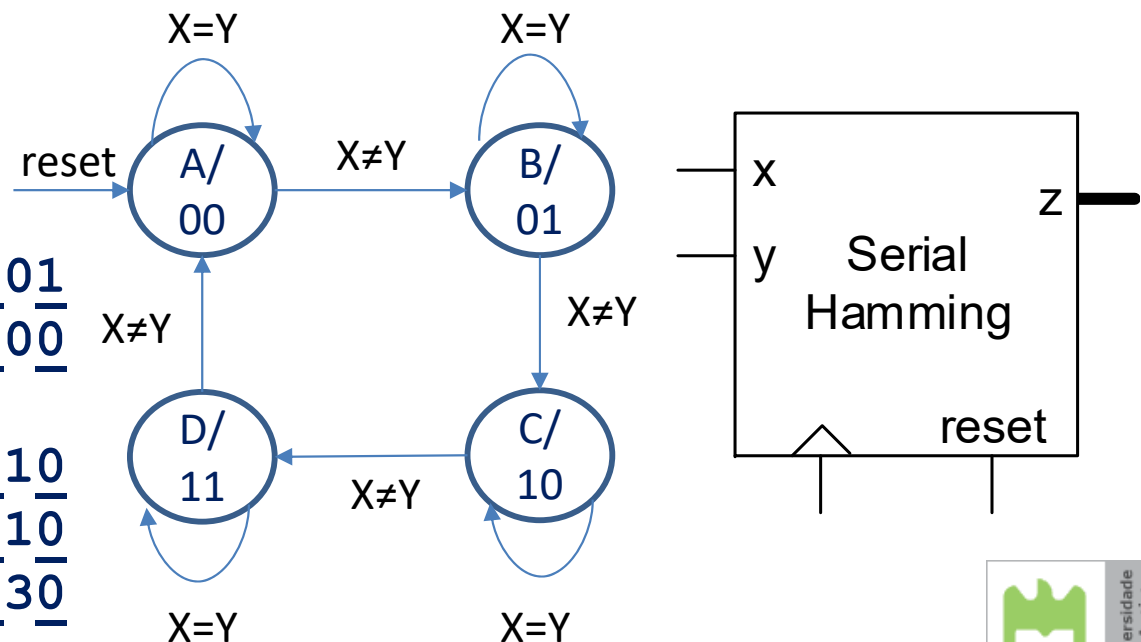 X=Y
X=Y
reset
A/
00
X≠Y
B/
01
x
y
z
Serial
Hamming
reset
01
00
X≠Y
X≠Y
D/
11
X≠Y
C/
10
10
10
30
X=Y
X=Y